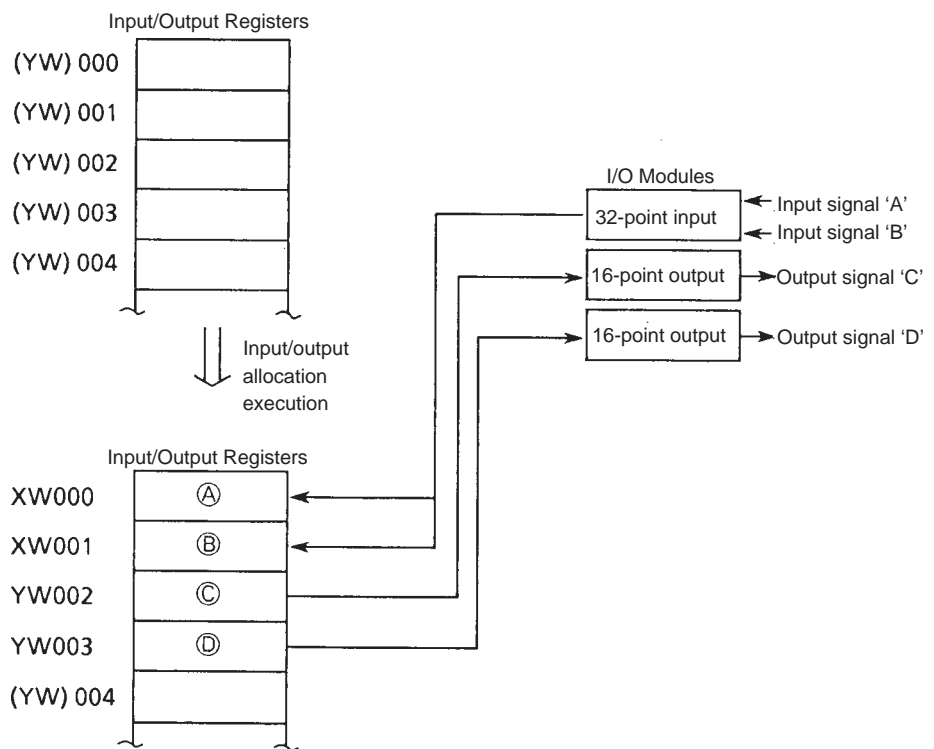 Input/Output Registers
(YW) 000
(YW) 001
(YW) 002
(YW) 003
(YW) 004
I/O Modules
32-point input
Input signal ‘A’
Input signal ‘B’
16-point output
Output signal ‘C’
16-point output
Output signal ‘D’
Input/output
allocation
execution
Input/Output Registers
XW000 Ⓐ
XW001 Ⓑ
YW002 Ⓒ
YW003 Ⓓ
(YW) 004